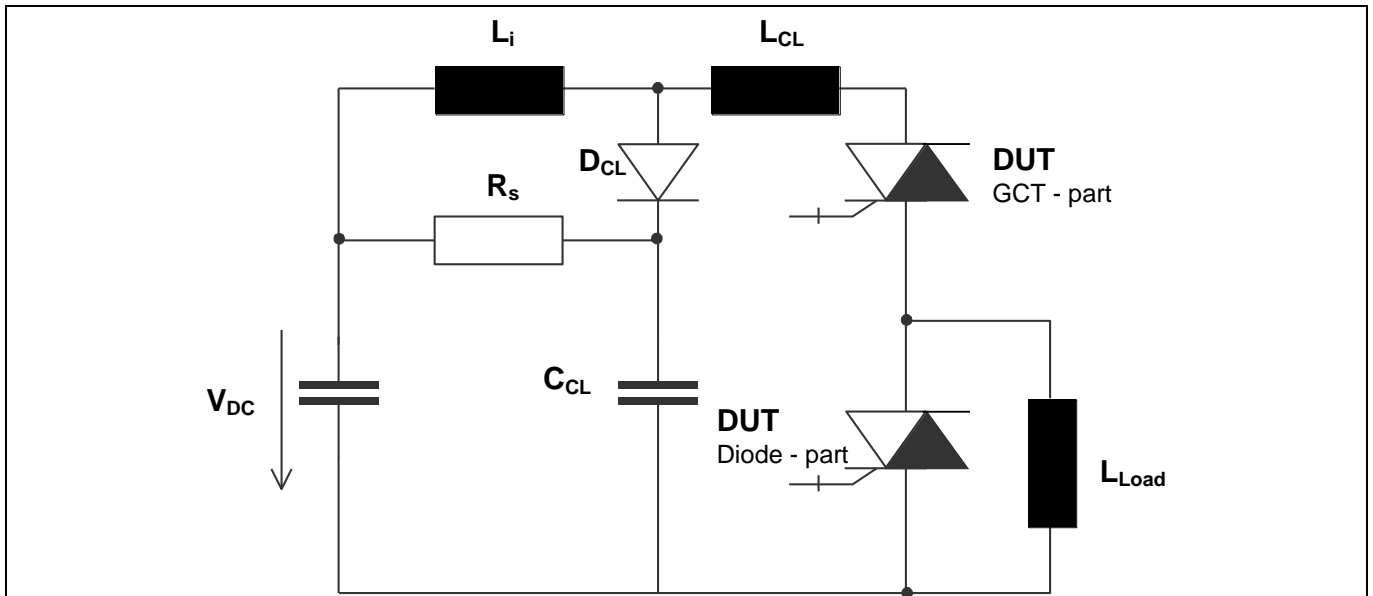 Li
LCL
DCL
DUT
GCT - part
Rs
VDC
CCL
DUT
Diode - part
LLoad